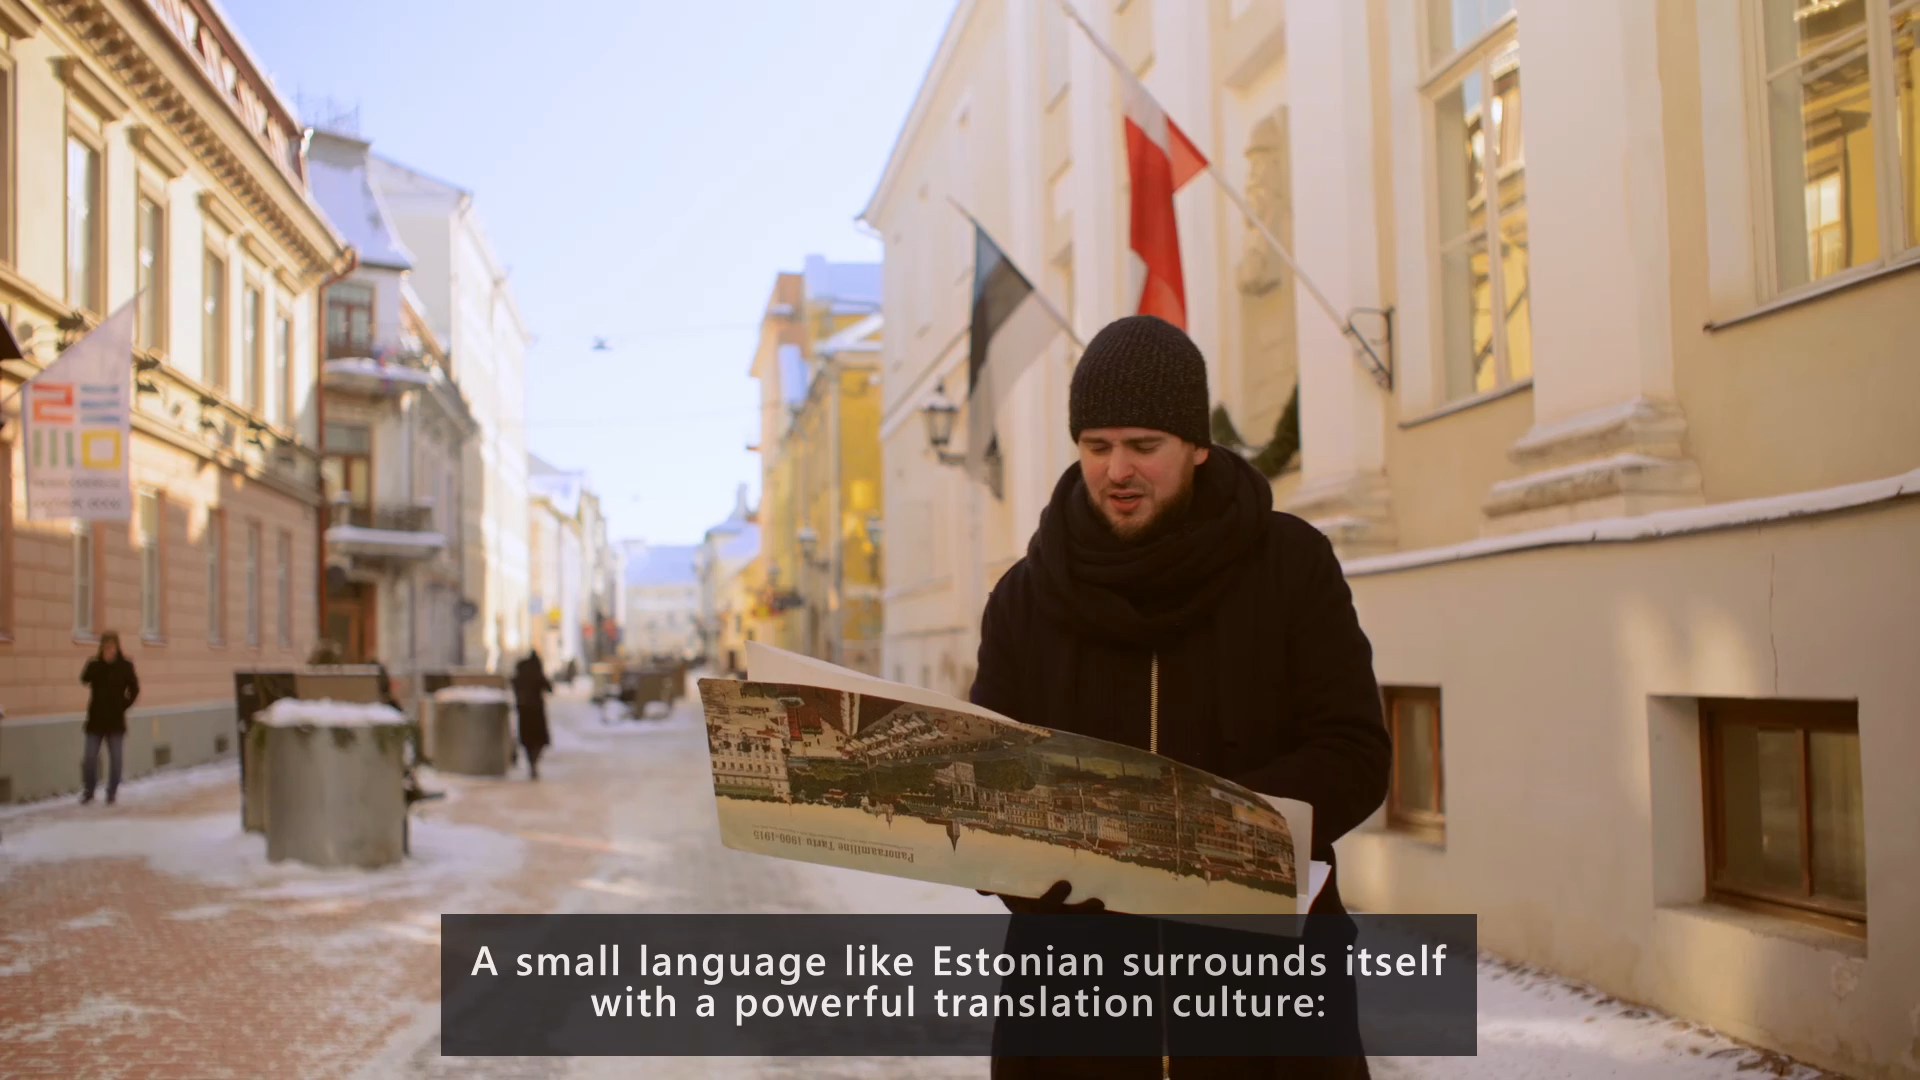 Panoraamiline Tartu 1900-1915
A small language like Estonian surrounds itself
with a powerful translation culture: